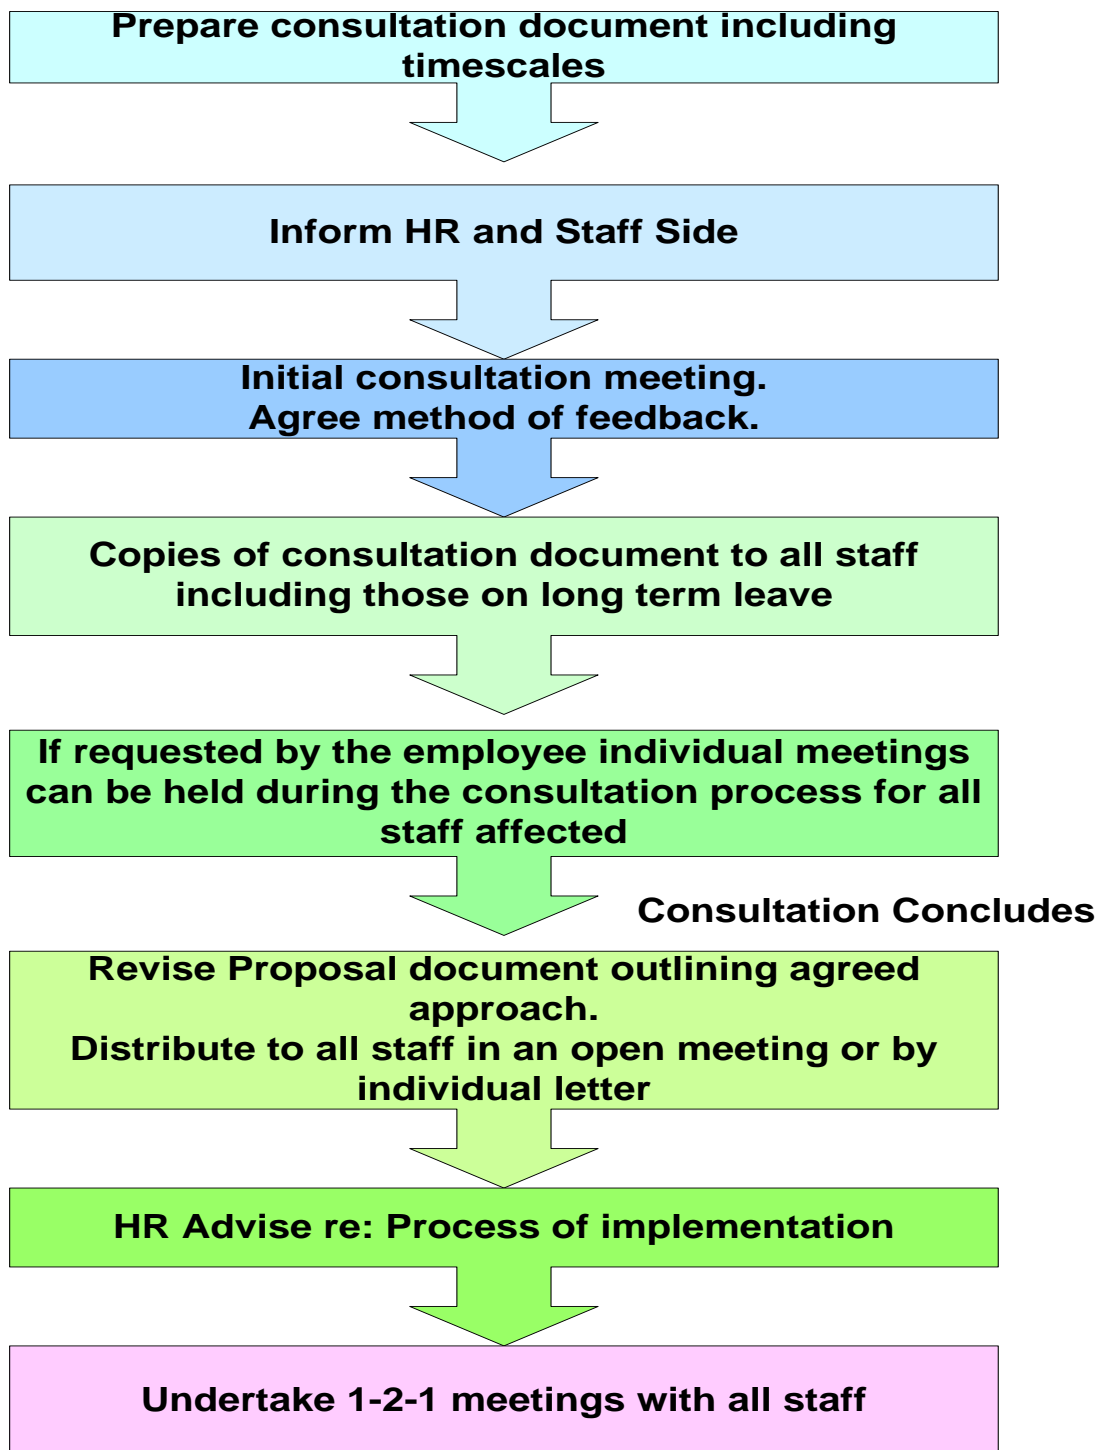 Prepare consultation document including
timescales
Inform HR and Staff Side
Initial consultation meeting.
Agree method of feedback.
Copies of consultation document to all staff
including those on long term leave
If requested by the employee individual meetings
can be held during the consultation process for all
staff affected
Consultation Concludes
Revise Proposal document outlining agreed
approach.
Distribute to all staff in an open meeting or by
individual letter
HR Advise re: Process of implementation
Undertake 1-2-1 meetings with all staff